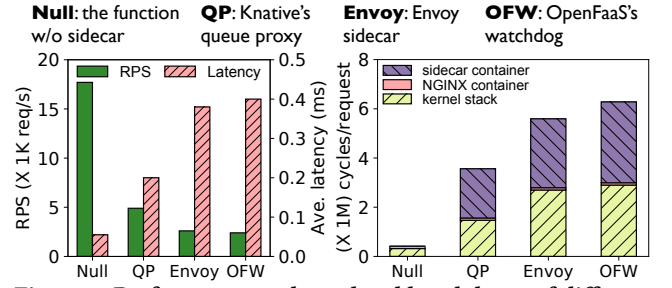 Null: the function QP: Knative's Envoy: Envoy OFW: OpenFaaS's
w/o sidecar queue proxy sidecar watchdog
RPS Latency
RPS (X 1K req/s)
20
15
10
5
0
Ave. latency (ms)
0.5
0.4
0.3
0.2
0.1
0.0
Null QP Envoy OFW
sidecar container
NGINX container
kernel stack
(X 1M) cycles/request
8
6
4
2
0
Null QP Envoy OFW